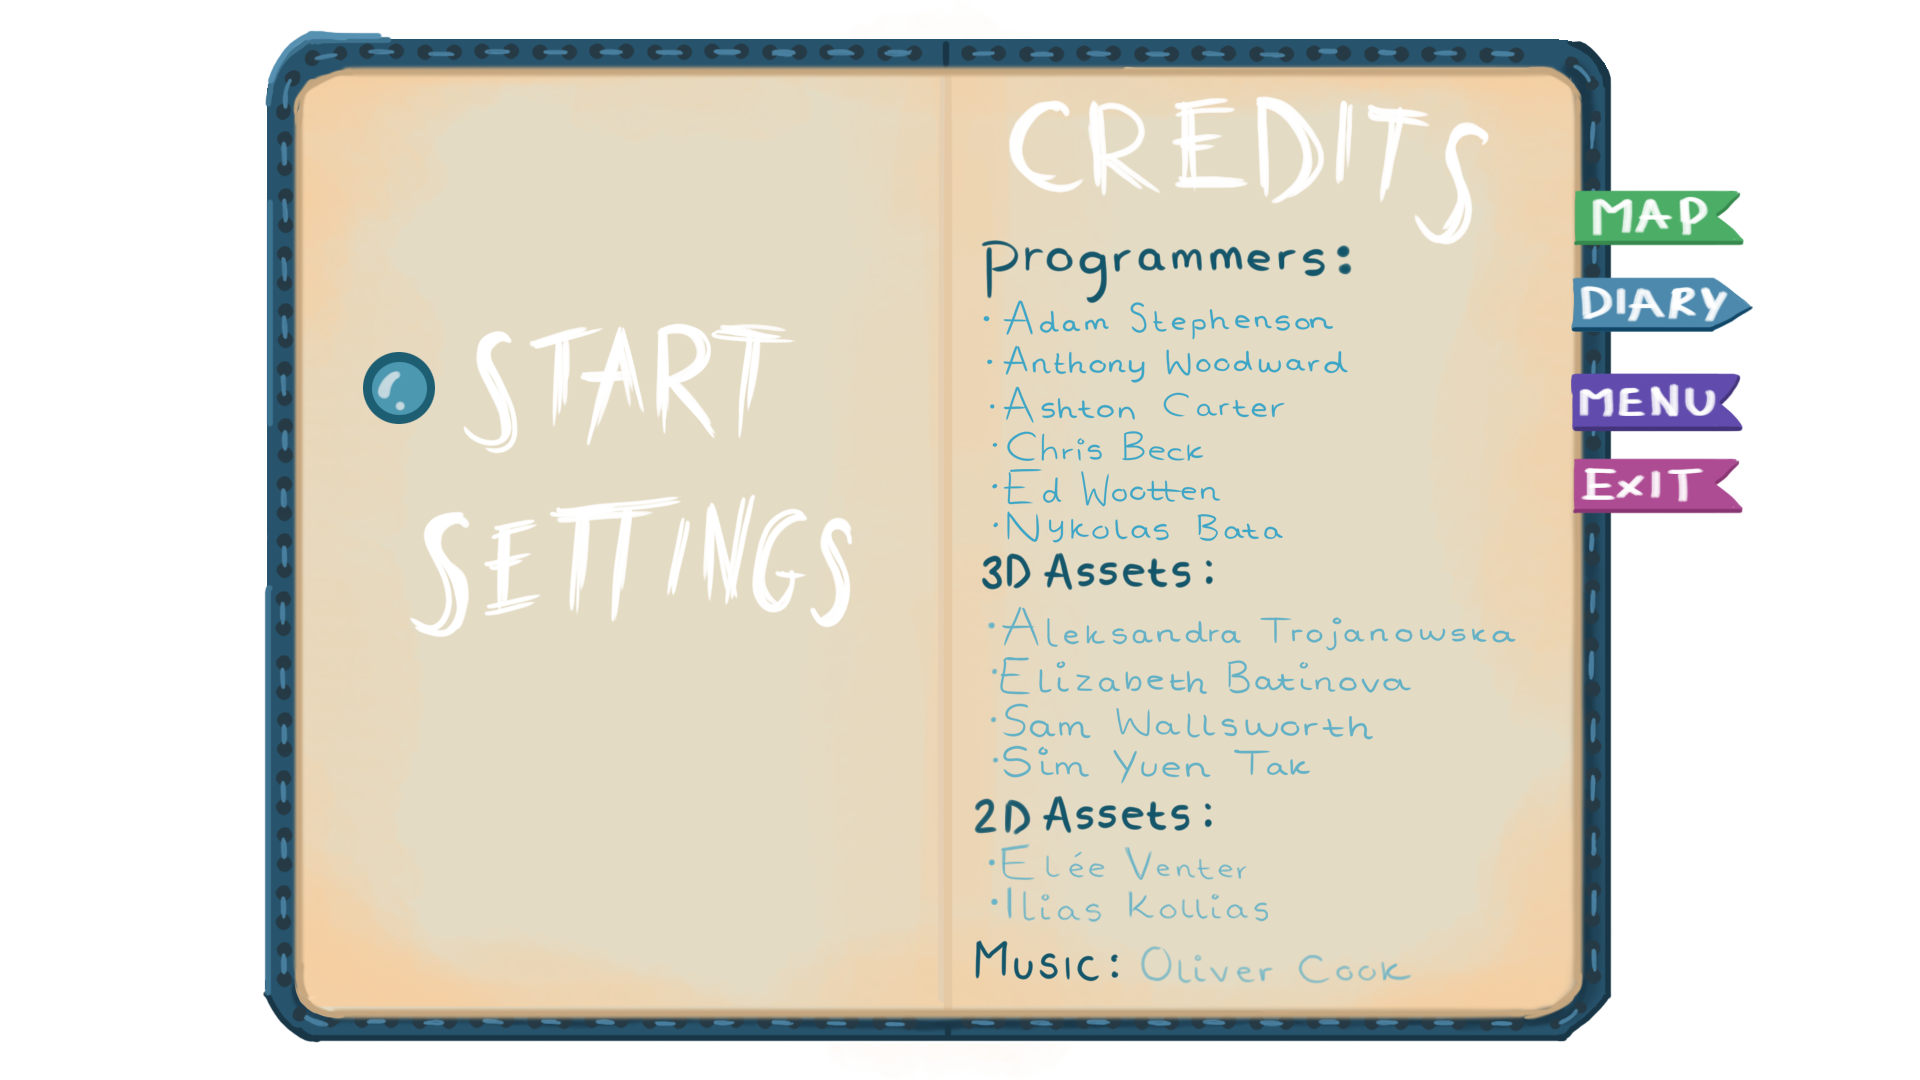 START
SETTINGS
CREDITS
Programmers:
· Adam Stephenson
· Anthony Woodward
· Ashton Carter
· Chris Beck
· Ed Wootten
· Nykolas Bata
3D Assets:
· Aleksandra Trojanowska
· Elizabeth Batinova
· Sam Wallsworth
· Sim Yuen Tak
2D Assets:
· Elée Venter
· Ilias Kollias
Music: Oliver Cook
MAP
DIARY
MENU
EXIT